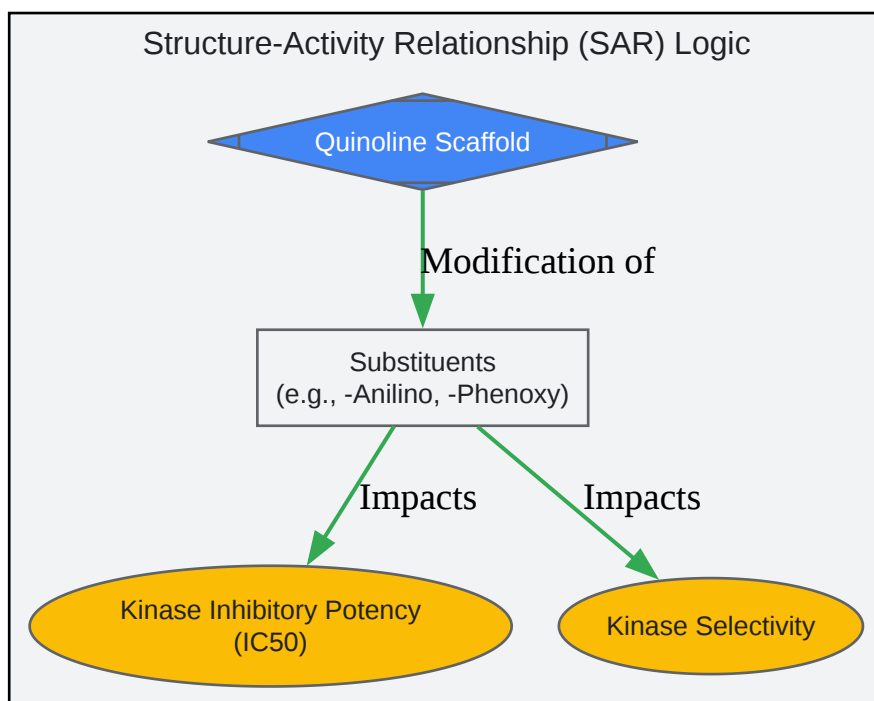 Structure-Activity Relationship (SAR) Logic
Quinoline Scaffold
Modification of
Substituents
(e.g., -Anilino, -Phenoxy)
Impacts
Impacts
Kinase Inhibitory Potency
(IC50)
Kinase Selectivity